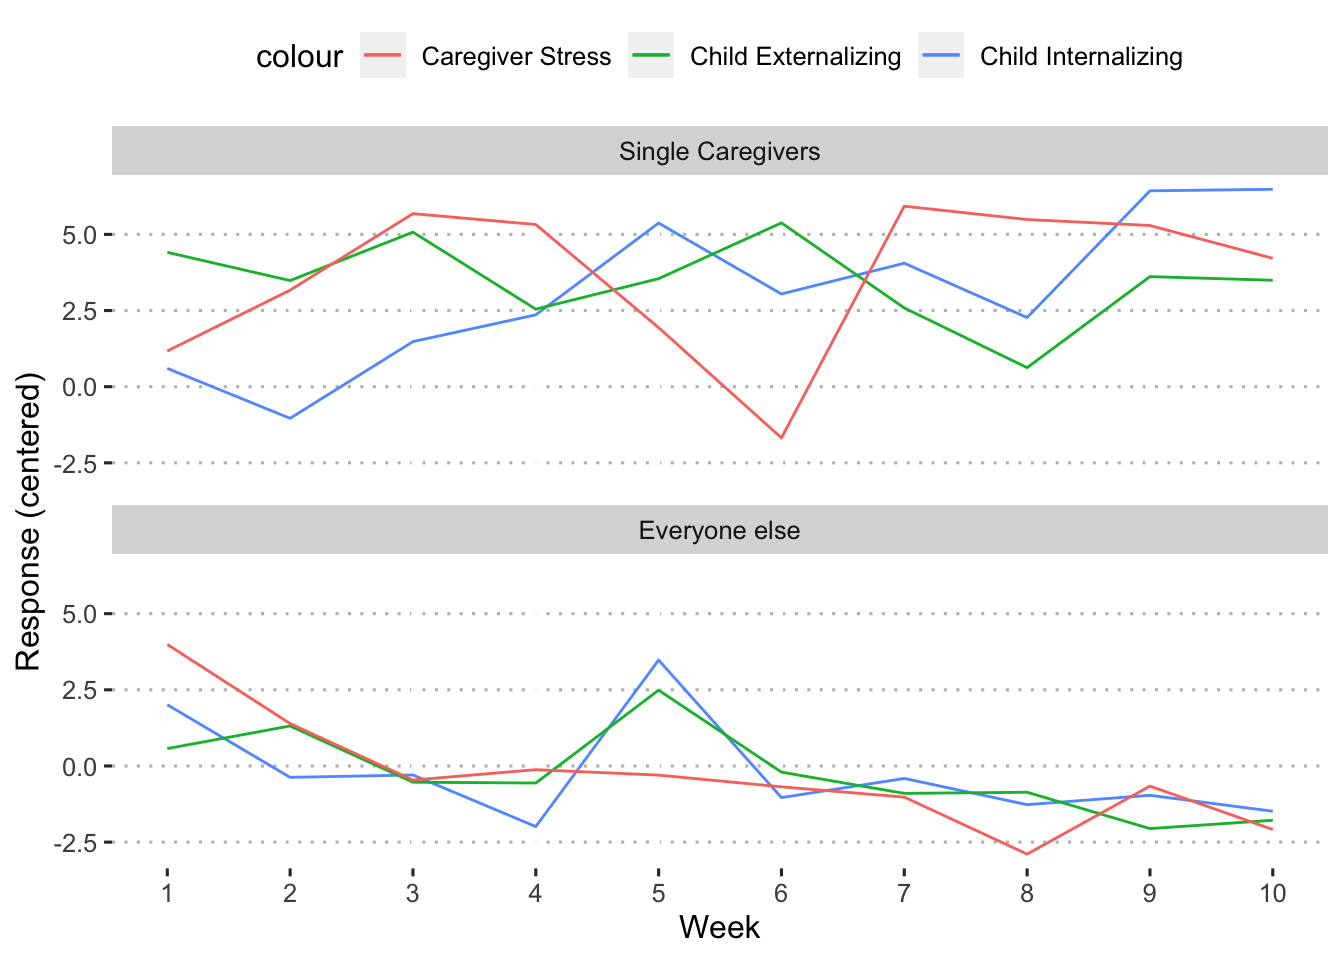 colour Caregiver Stress Child Externalizing Child Internalizing
Single Caregivers
5.0
2.5
0.0
-2.5
Response (centered)
Everyone else
5.0
2.5
0.0
-2.5
1 2 3 4 5 6 7 8 9 10
Week